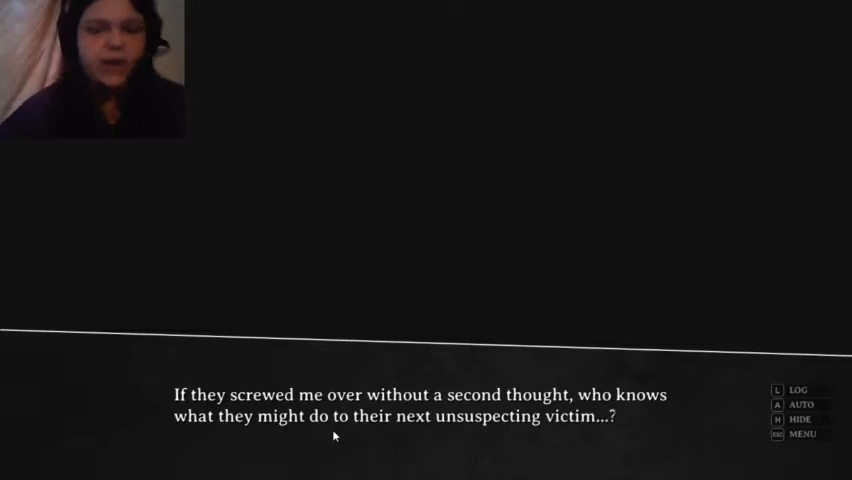 If they screwed me over without a second thought, who knows
what they might do to their next unsuspecting victim...?
L LOG
A AUTO
H HIDE
ESC MENU